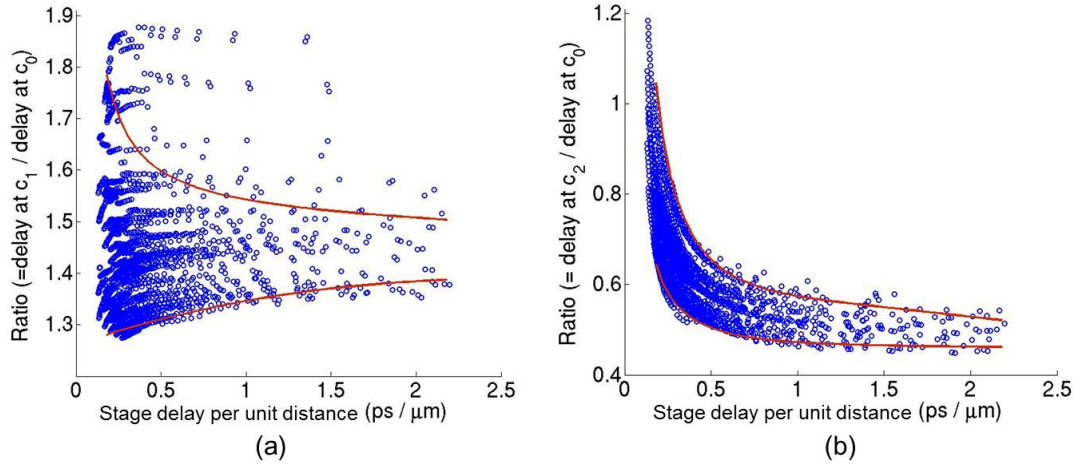 1.9
1.8
1.7
1.6
1.5
1.4
1.3
Ratio (=delay at c1 / delay at c0)
0 0.5 1 1.5 2 2.5
Stage delay per unit distance (ps / μm)
(a)
1.2
1
0.8
0.6
0.4
Ratio (= delay at c2 / delay at c0)
0 0.5 1 1.5 2 2.5
Stage delay per unit distance (ps / μm)
(b)